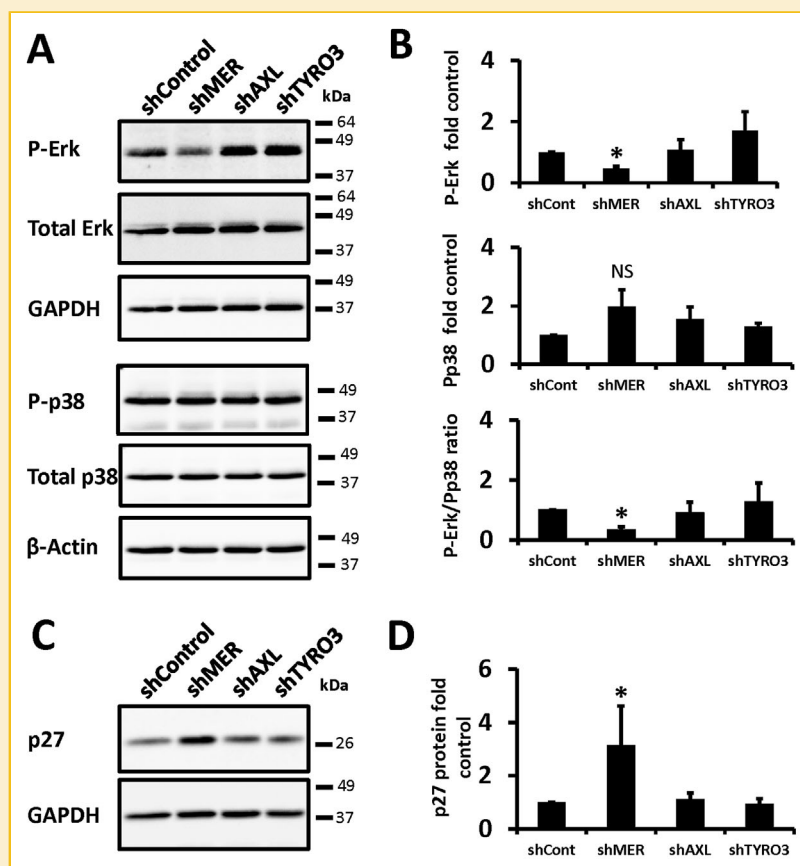 A
shControl
shMER
shAXL
shTYRO3
kDa
P-Erk
64
49
37
Total Erk
64
49
37
GAPDH
49
37
P-p38
49
37
Total p38
49
37
β-Actin
49
37
B
P-Erk fold control
4
2
0
*
shCont shMER shAXL shTYRO3
Pp38 fold control
4
2
0
NS
shCont shMER shAXL shTYRO3
P-Erk/Pp38 ratio
4
2
0
*
shCont shMER shAXL shTYRO3
C
shControl
shMER
shAXL
shTYRO3
kDa
p27
26
GAPDH
49
37
D
p27 protein fold
control
6
4
2
0
*
shCont shMER shAXL shTYRO3